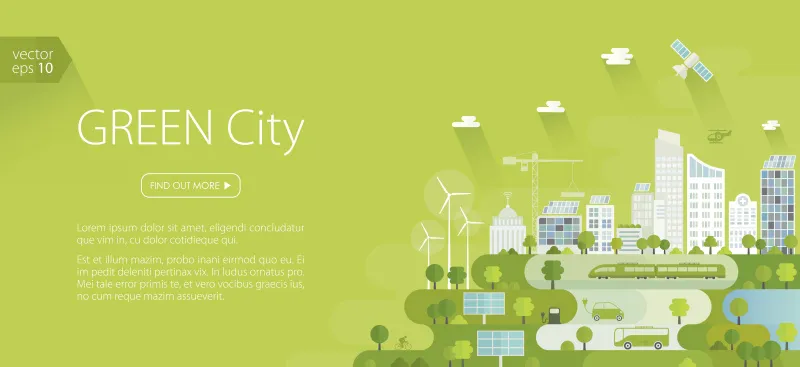 vector
eps 10
GREEN City
FIND OUT MORE
Lorem ipsum dolor sit amet, eligendi concludatur
que vim in, cu dolor cotidieque qui.
Est et illum mazim, probo inani eirmod quo eu. Ei
im pedit deleniti pertinax vix. In ludus ornatus pro.
Mei tale error primis te, et vero vocibus graecis ius,
no cum reque mazim assueverit.